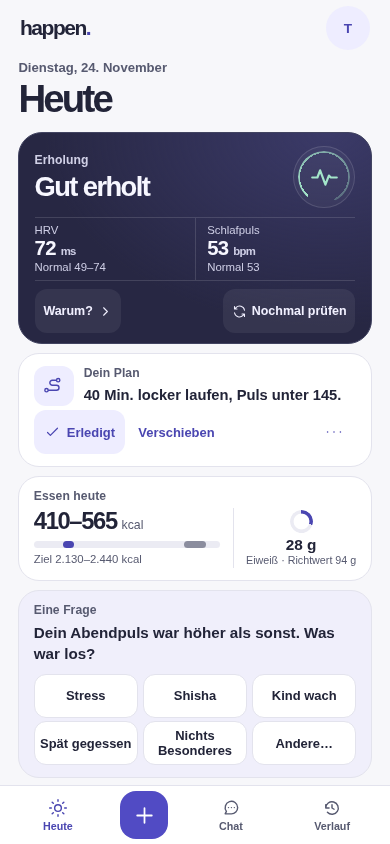 happen.
T
Dienstag, 24. November
Heute
Erholung
Gut erholt
HRV
72 ms
Normal 49–74
Schlafpuls
53 bpm
Normal 53
Warum?
Nochmal prüfen
Dein Plan
40 Min. locker laufen, Puls unter 145.
Erledigt
Verschieben
...
Essen heute
410–565 kcal
Ziel 2.130–2.440 kcal
28 g
Eiweiß · Richtwert 94 g
Eine Frage
Dein Abendpuls war höher als sonst. Was
war los?
Stress
Shisha
Kind wach
Spät gegessen
Nichts
Besonderes
Andere…
Heute
Chat
Verlauf